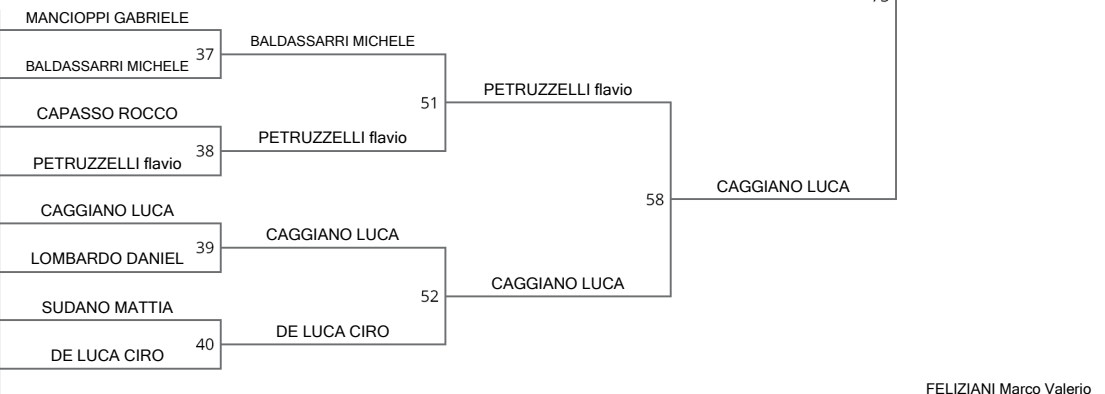 MANCIOPPI GABRIELE
37
BALDASSARRI MICHELE
BALDASSARRI MICHELE
51
PETRUZZELLI flavio
CAPASSO ROCCO
38
PETRUZZELLI flavio
PETRUZZELLI flavio
58
CAGGIANO LUCA
CAGGIANO LUCA
39
CAGGIANO LUCA
LOMBARDO DANIEL
52
CAGGIANO LUCA
SUDANO MATTIA
40
DE LUCA CIRO
DE LUCA CIRO
FELIZIANI Marco Valerio